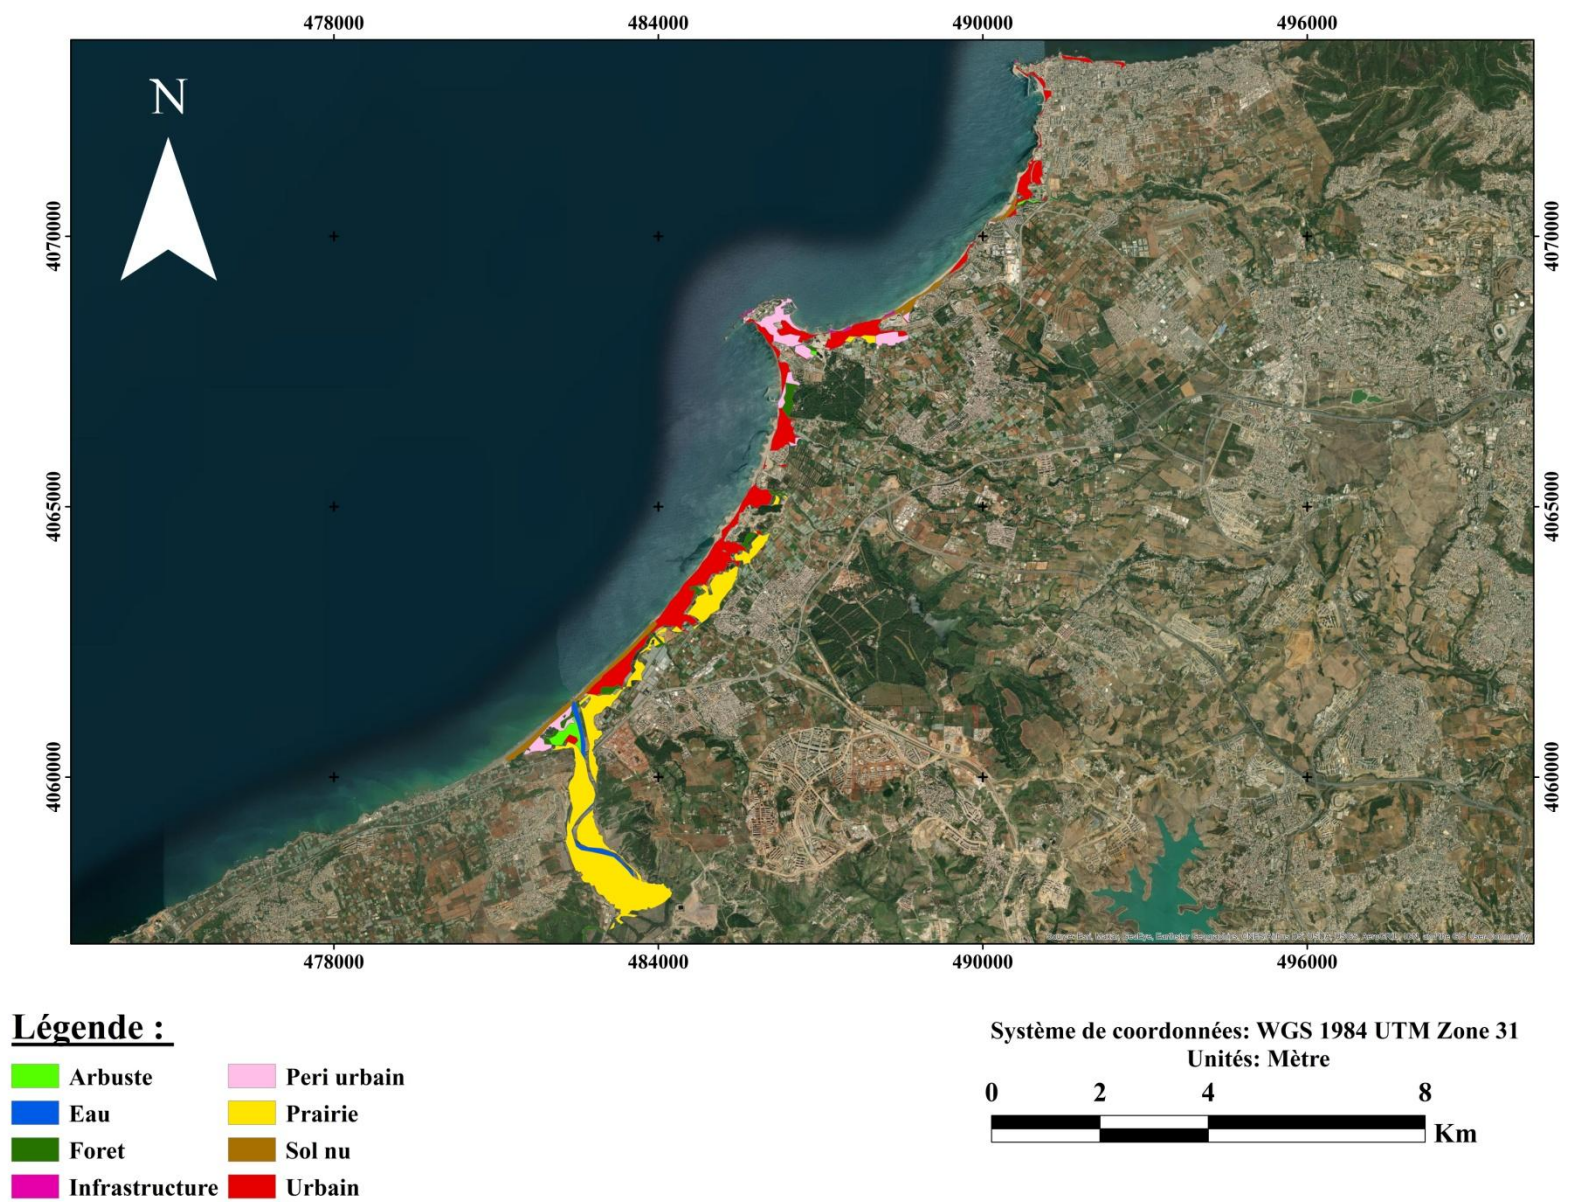 478000
484000
490000
496000
N
4070000
4070000
4065000
4065000
4060000
4060000
478000
484000
490000
496000
Légende :
Arbuste
Eau
Foret
Infrastructure
Peri urbain
Prairie
Sol nu
Urbain
Système de coordonnées: WGS 1984 UTM Zone 31
Unités: Mètre
0 2 4 8
Km